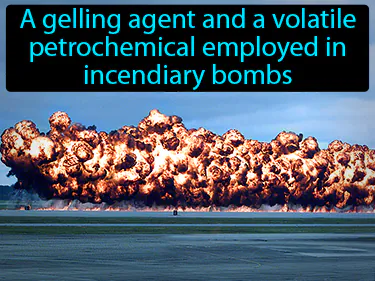 A gelling agent and a volatile
petrochemical employed in
incendiary bombs